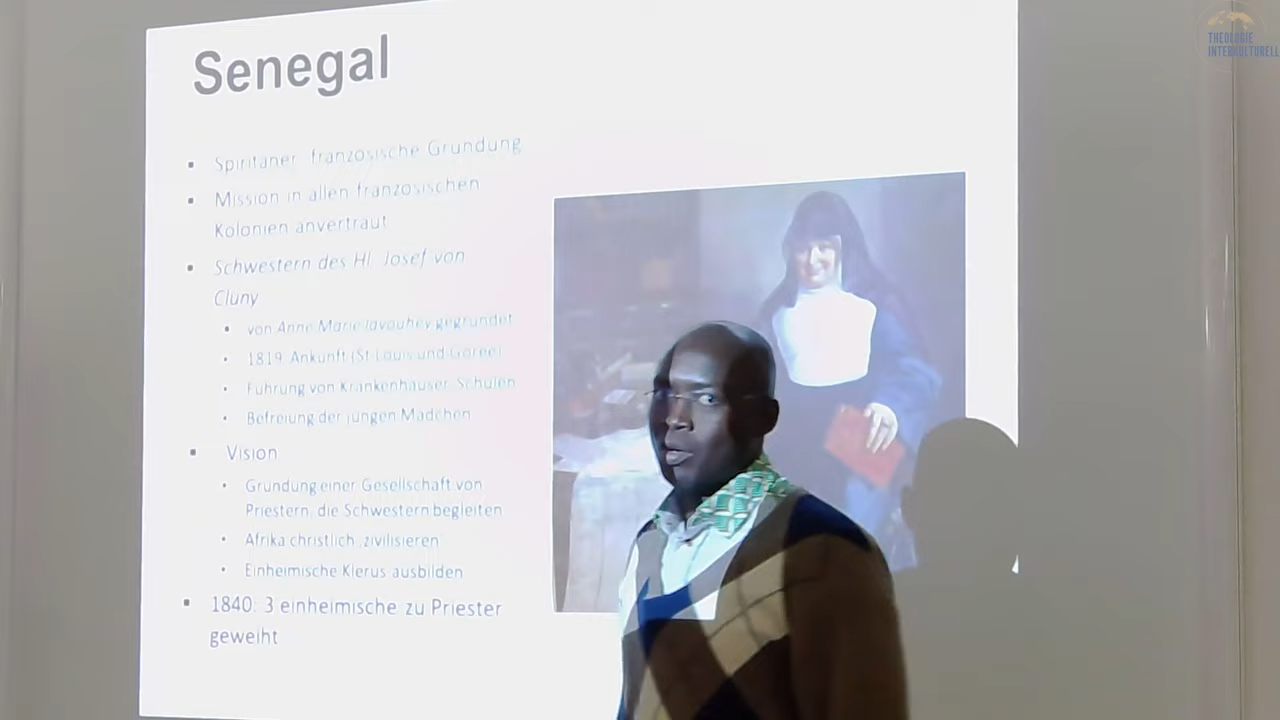 Senegal
Spiritaner: französische Gründung
Mission in allen französischen
Kolonien anvertraut
Schwestern des Hl. Josef von
Cluny
von Anne Marie Javouhey gegründet
1819: Ankunft (St Louis und Gorée)
Führung von Krankenhäuser, Schulen
Befreiung der jungen Mädchen
Vision
Gründung einer Gesellschaft von
Priestern, die Schwestern begleiten
Afrika christlich „zivilisieren“
Einheimische Klerus ausbilden
1840: 3 einheimische zu Priester
geweiht
THEOLOGIE
INTERKULTURELL